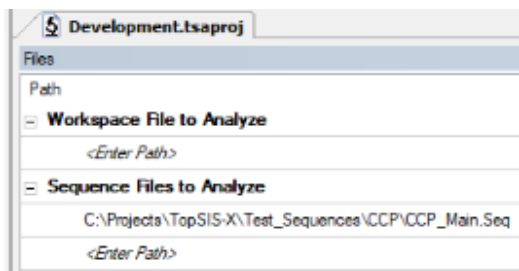 Development.tsaproj
Files
Path
Workspace File to Analyze
<Enter Path>
Sequence Files to Analyze
C:\Projects\TopSIS-X\Test_Sequences\CCP\CCP_Main.Seq
<Enter Path>